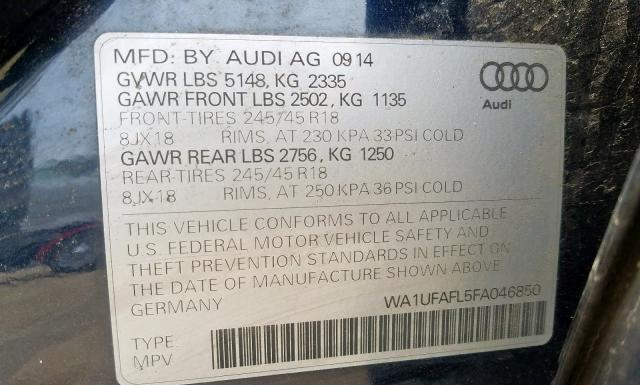 MFD. BY AUDI AG 09 14
GVWR LBS 5148, KG 2335
GAWR FRONT LBS 2502, KG 1135
FRONT-TIRES 245/45 R18
8JX18 RIMS, AT 230 KPA 33 PSI COLD
GAWR REAR LBS 2756, KG 1250
REAR-TIRES 245/45 R18
8JX18 RIMS, AT 250 KPA 36 PSI COLD
Audi
THIS VEHICLE CONFORMS TO ALL APPLICABLE
U.S. FEDERAL MOTOR VEHICLE SAFETY AND
THEFT PREVENTION STANDARDS IN EFFECT ON
THE DATE OF MANUFACTURE SHOWN ABOVE.
GERMANY
WA1UFAFL5FA046850
TYPE
MPV